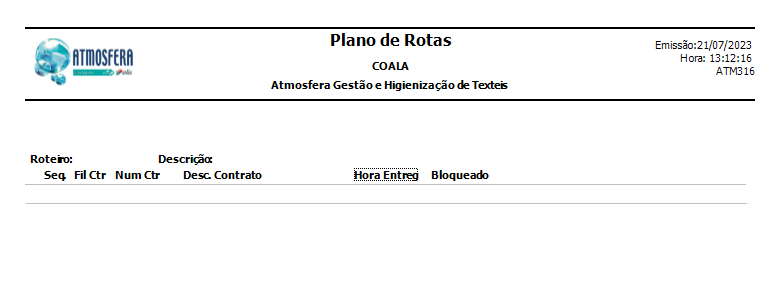 ATMOSFERA
Plano de Rotas
COALA
Atmosfera Gestão e Higienização de Texteis
Emissão:21/07/2023
Hora: 13:12:16
ATM316
Roteiro: Descrição:
Seq. Fil Ctr Num Ctr Desc. Contrato Hora Entreg Bloqueado